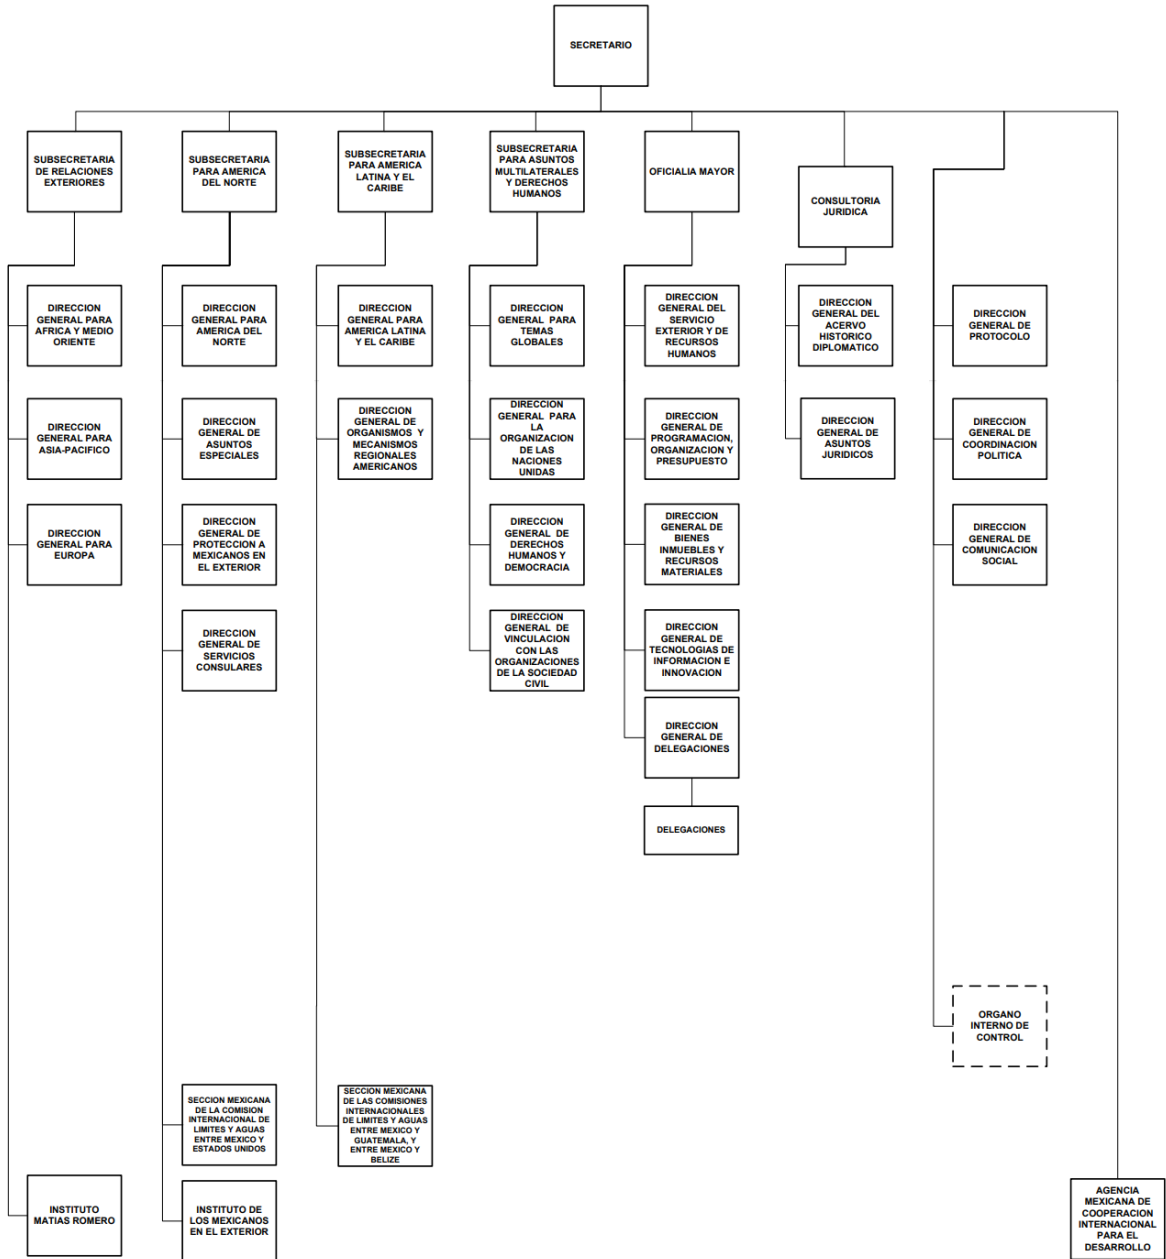 SECRETARIO
SUBSECRETARIA
DE RELACIONES
EXTERIORES
SUBSECRETARIA
PARA AMERICA
DEL NORTE
SUBSECRETARIA
PARA AMERICA
LATINA Y EL
CARIBE
SUBSECRETARIA
PARA ASUNTOS
MULTILATERALES
Y DERECHOS
HUMANOS
OFICIALIA MAYOR
CONSULTORIA
JURIDICA
DIRECCION
GENERAL PARA
AFRICA Y MEDIO
ORIENTE
DIRECCION
GENERAL PARA
AMERICA DEL
NORTE
DIRECCION
GENERAL PARA
AMERICA LATINA
Y EL CARIBE
DIRECCION
GENERAL PARA
TEMAS
GLOBALES
DIRECCION
GENERAL DEL
SERVICIO
EXTERIOR Y DE
RECURSOS
HUMANOS
DIRECCION
GENERAL DEL
ACERVO
HISTORICO
DIPLOMATICO
DIRECCION
GENERAL DE
PROTOCOLO
DIRECCION
GENERAL PARA
ASIA-PACIFICO
DIRECCION
GENERAL DE
ASUNTOS
ESPECIALES
DIRECCION
GENERAL DE
ORGANISMOS Y
MECANISMOS
REGIONALES
AMERICANOS
DIRECCION
GENERAL PARA
LA
ORGANIZACION
DE LAS
NACIONES
UNIDAS
DIRECCION
GENERAL DE
PROGRAMACION,
ORGANIZACION Y
PRESUPUESTO
DIRECCION
GENERAL DE
ASUNTOS
JURIDICOS
DIRECCION
GENERAL DE
COORDINACION
POLITICA
DIRECCION
GENERAL PARA
EUROPA
DIRECCION
GENERAL DE
PROTECCION A
MEXICANOS EN
EL EXTERIOR
DIRECCION
GENERAL DE
DERECHOS
HUMANOS Y
DEMOCRACIA
DIRECCION
GENERAL DE
BIENES
INMUEBLES Y
RECURSOS
MATERIALES
DIRECCION
GENERAL DE
COMUNICACION
SOCIAL
DIRECCION
GENERAL DE
SERVICIOS
CONSULARES
DIRECCION
GENERAL DE
VINCULACION
CON LAS
ORGANIZACIONES
DE LA SOCIEDAD
CIVIL
DIRECCION
GENERAL DE
TECNOLOGIAS DE
INFORMACION E
INNOVACION
DIRECCION
GENERAL DE
DELEGACIONES
DELEGACIONES
ORGANO
INTERNO DE
CONTROL
SECCION MEXICANA
DE LA COMISION
INTERNACIONAL DE
LIMITES Y AGUAS
ENTRE MEXICO Y
ESTADOS UNIDOS
SECCION MEXICANA
DE LAS COMISIONES
INTERNACIONALES
DE LIMITES Y AGUAS
ENTRE MEXICO Y
GUATEMALA, Y
ENTRE MEXICO Y
BELIZE
INSTITUTO
MATIAS ROMERO
INSTITUTO DE
LOS MEXICANOS
EN EL EXTERIOR
AGENCIA
MEXICANA DE
COOPERACION
INTERNACIONAL
PARA EL
DESARROLLO